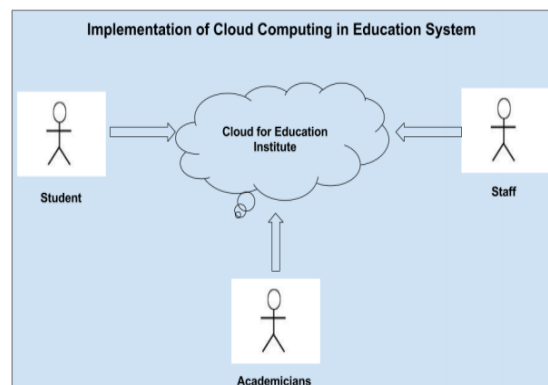 Implementation of Cloud Computing in Education System
Cloud for Education
Institute
Student
Staff
Academicians